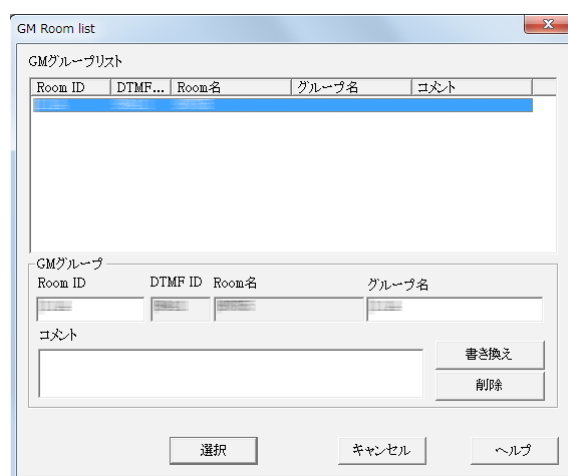 GM Room list
GMグループリスト
Room ID DTMF... Room名 グループ名 コメント
GMグループ
Room ID DTMF ID Room名 グループ名
コメント
書き換え
削除
選択 キャンセル ヘルプ